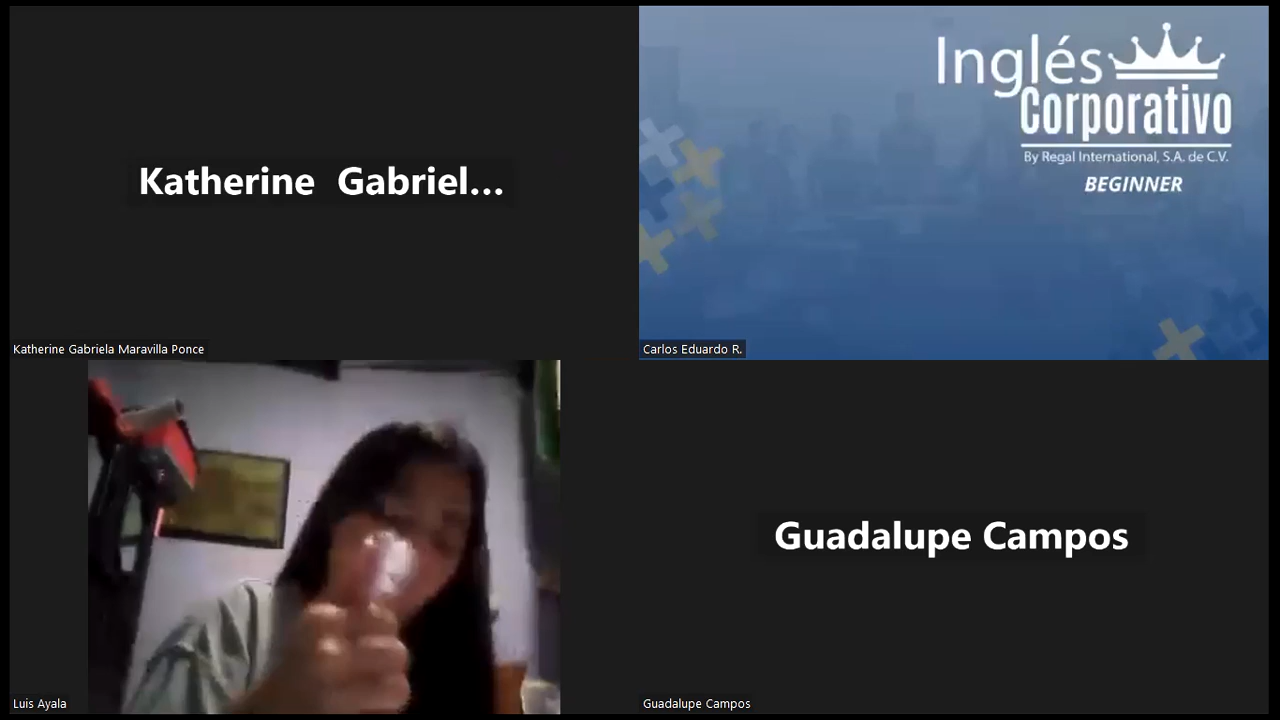 Katherine Gabriel...
Katherine Gabriela Maravilla Ponce
Inglés
Corporativo
By Regal International, S.A. de C.V.
BEGINNER
Carlos Eduardo R.
Luis Ayala
Guadalupe Campos
Guadalupe Campos